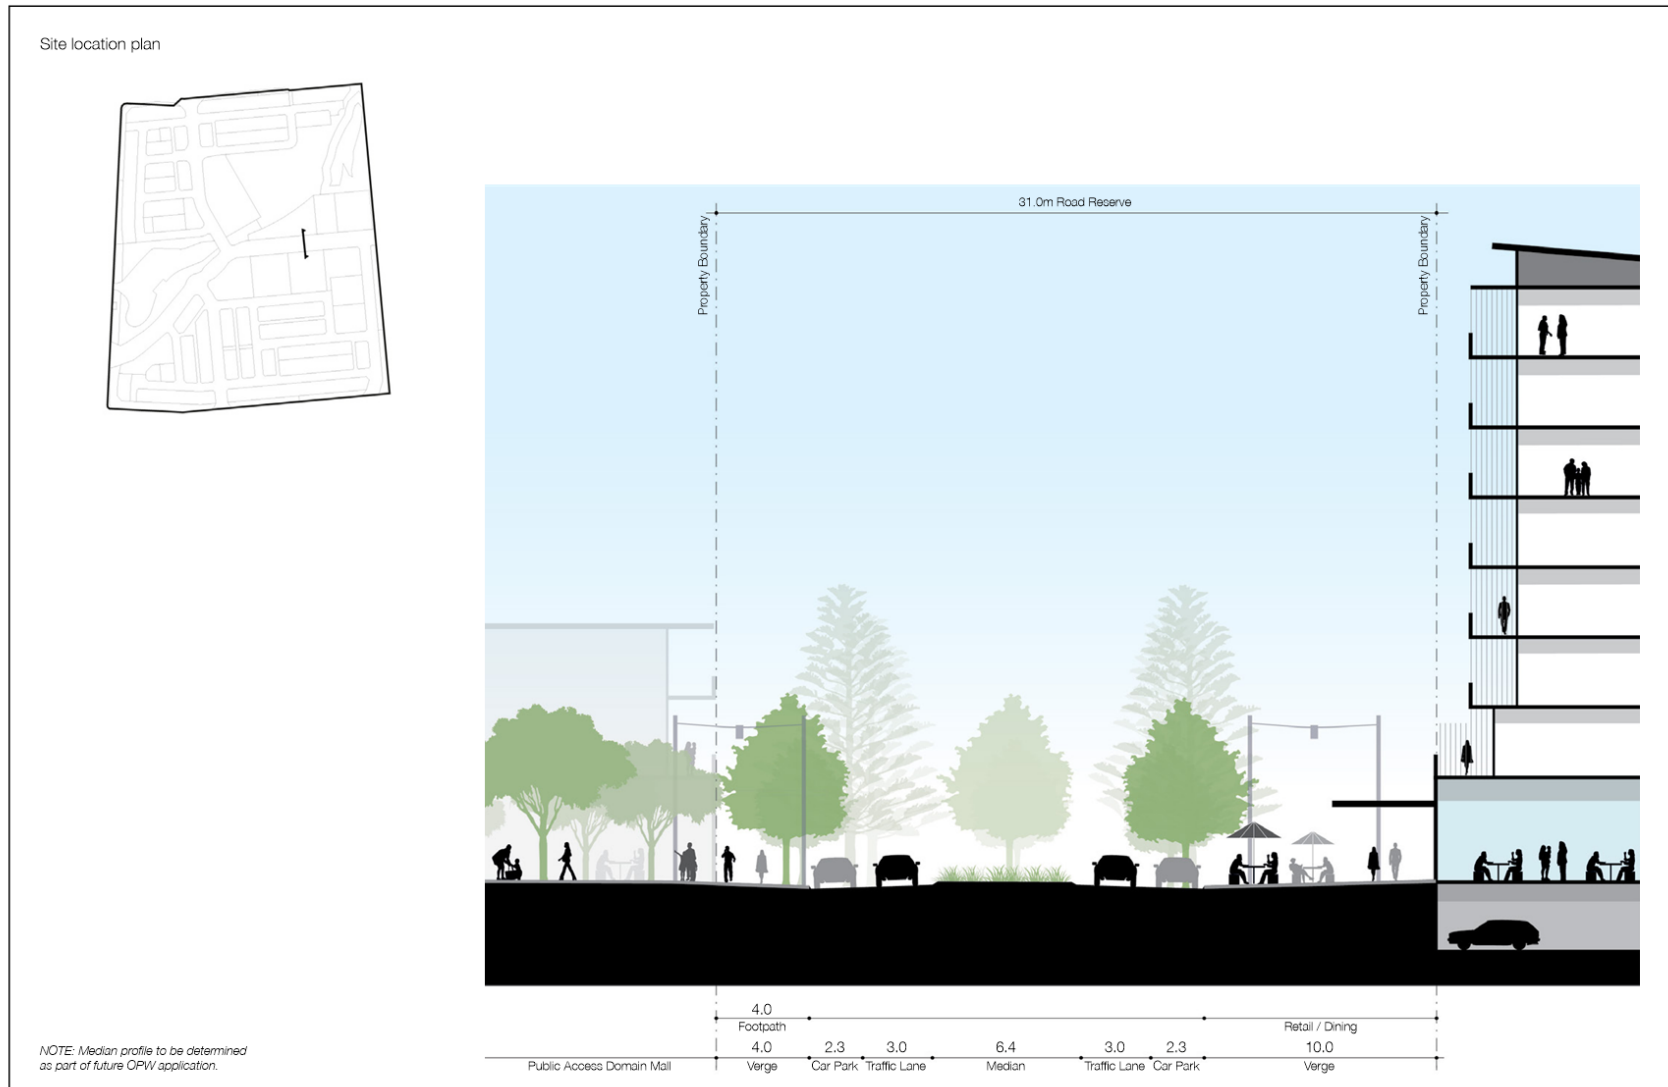 Site location plan
31.0m Road Reserve
Property Boundary
Property Boundary
4.0
Footpath
Retail / Dining
4.0
2.3
3.0
6.4
3.0
2.3
10.0
Public Access Domain Mall
Verge
Car Park
Traffic Lane
Median
Traffic Lane
Car Park
Verge
NOTE: Median profile to be determined
as part of future OPW application.